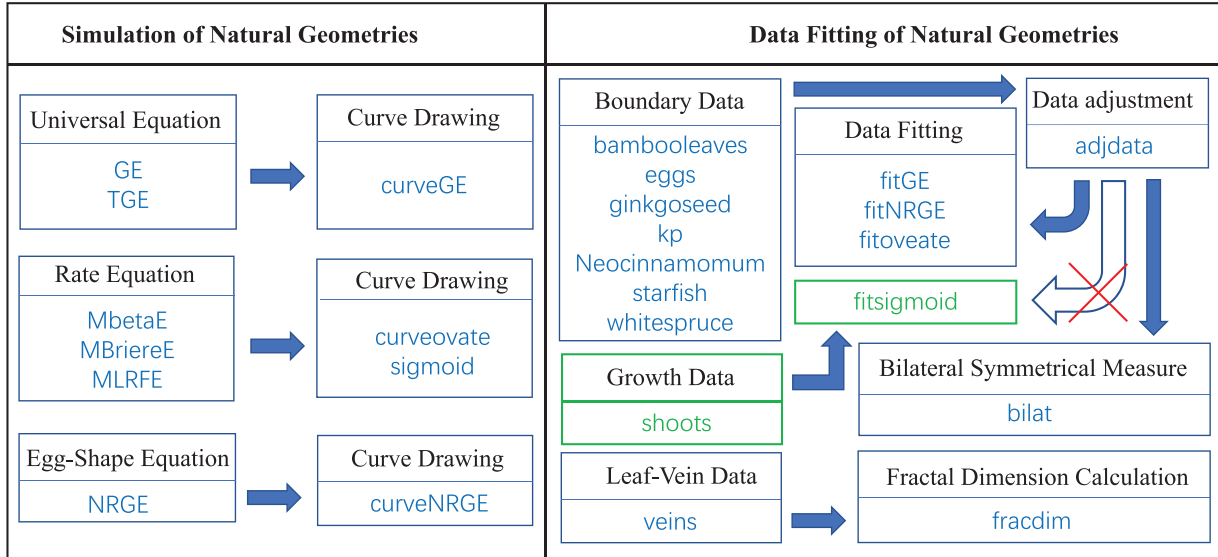 Simulation of Natural Geometries
Universal Equation
GE
TGE
Curve Drawing
curveGE
Rate Equation
MbetaE
MBriereE
MLRFE
Curve Drawing
curveovate
sigmoid
Egg-Shape Equation
NRGE
Curve Drawing
curveNRGE
Data Fitting of Natural Geometries
Boundary Data
bambooleaves
eggs
ginkgoseed
kp
Neocinnamomum
starfish
whitespruce
Data Fitting
fitGE
fitNRGE
fitoveate
Data adjustment
adjdata
fitsigmoid
Growth Data
shoots
Bilateral Symmetrical Measure
bilat
Leaf-Vein Data
veins
Fractal Dimension Calculation
fracdim